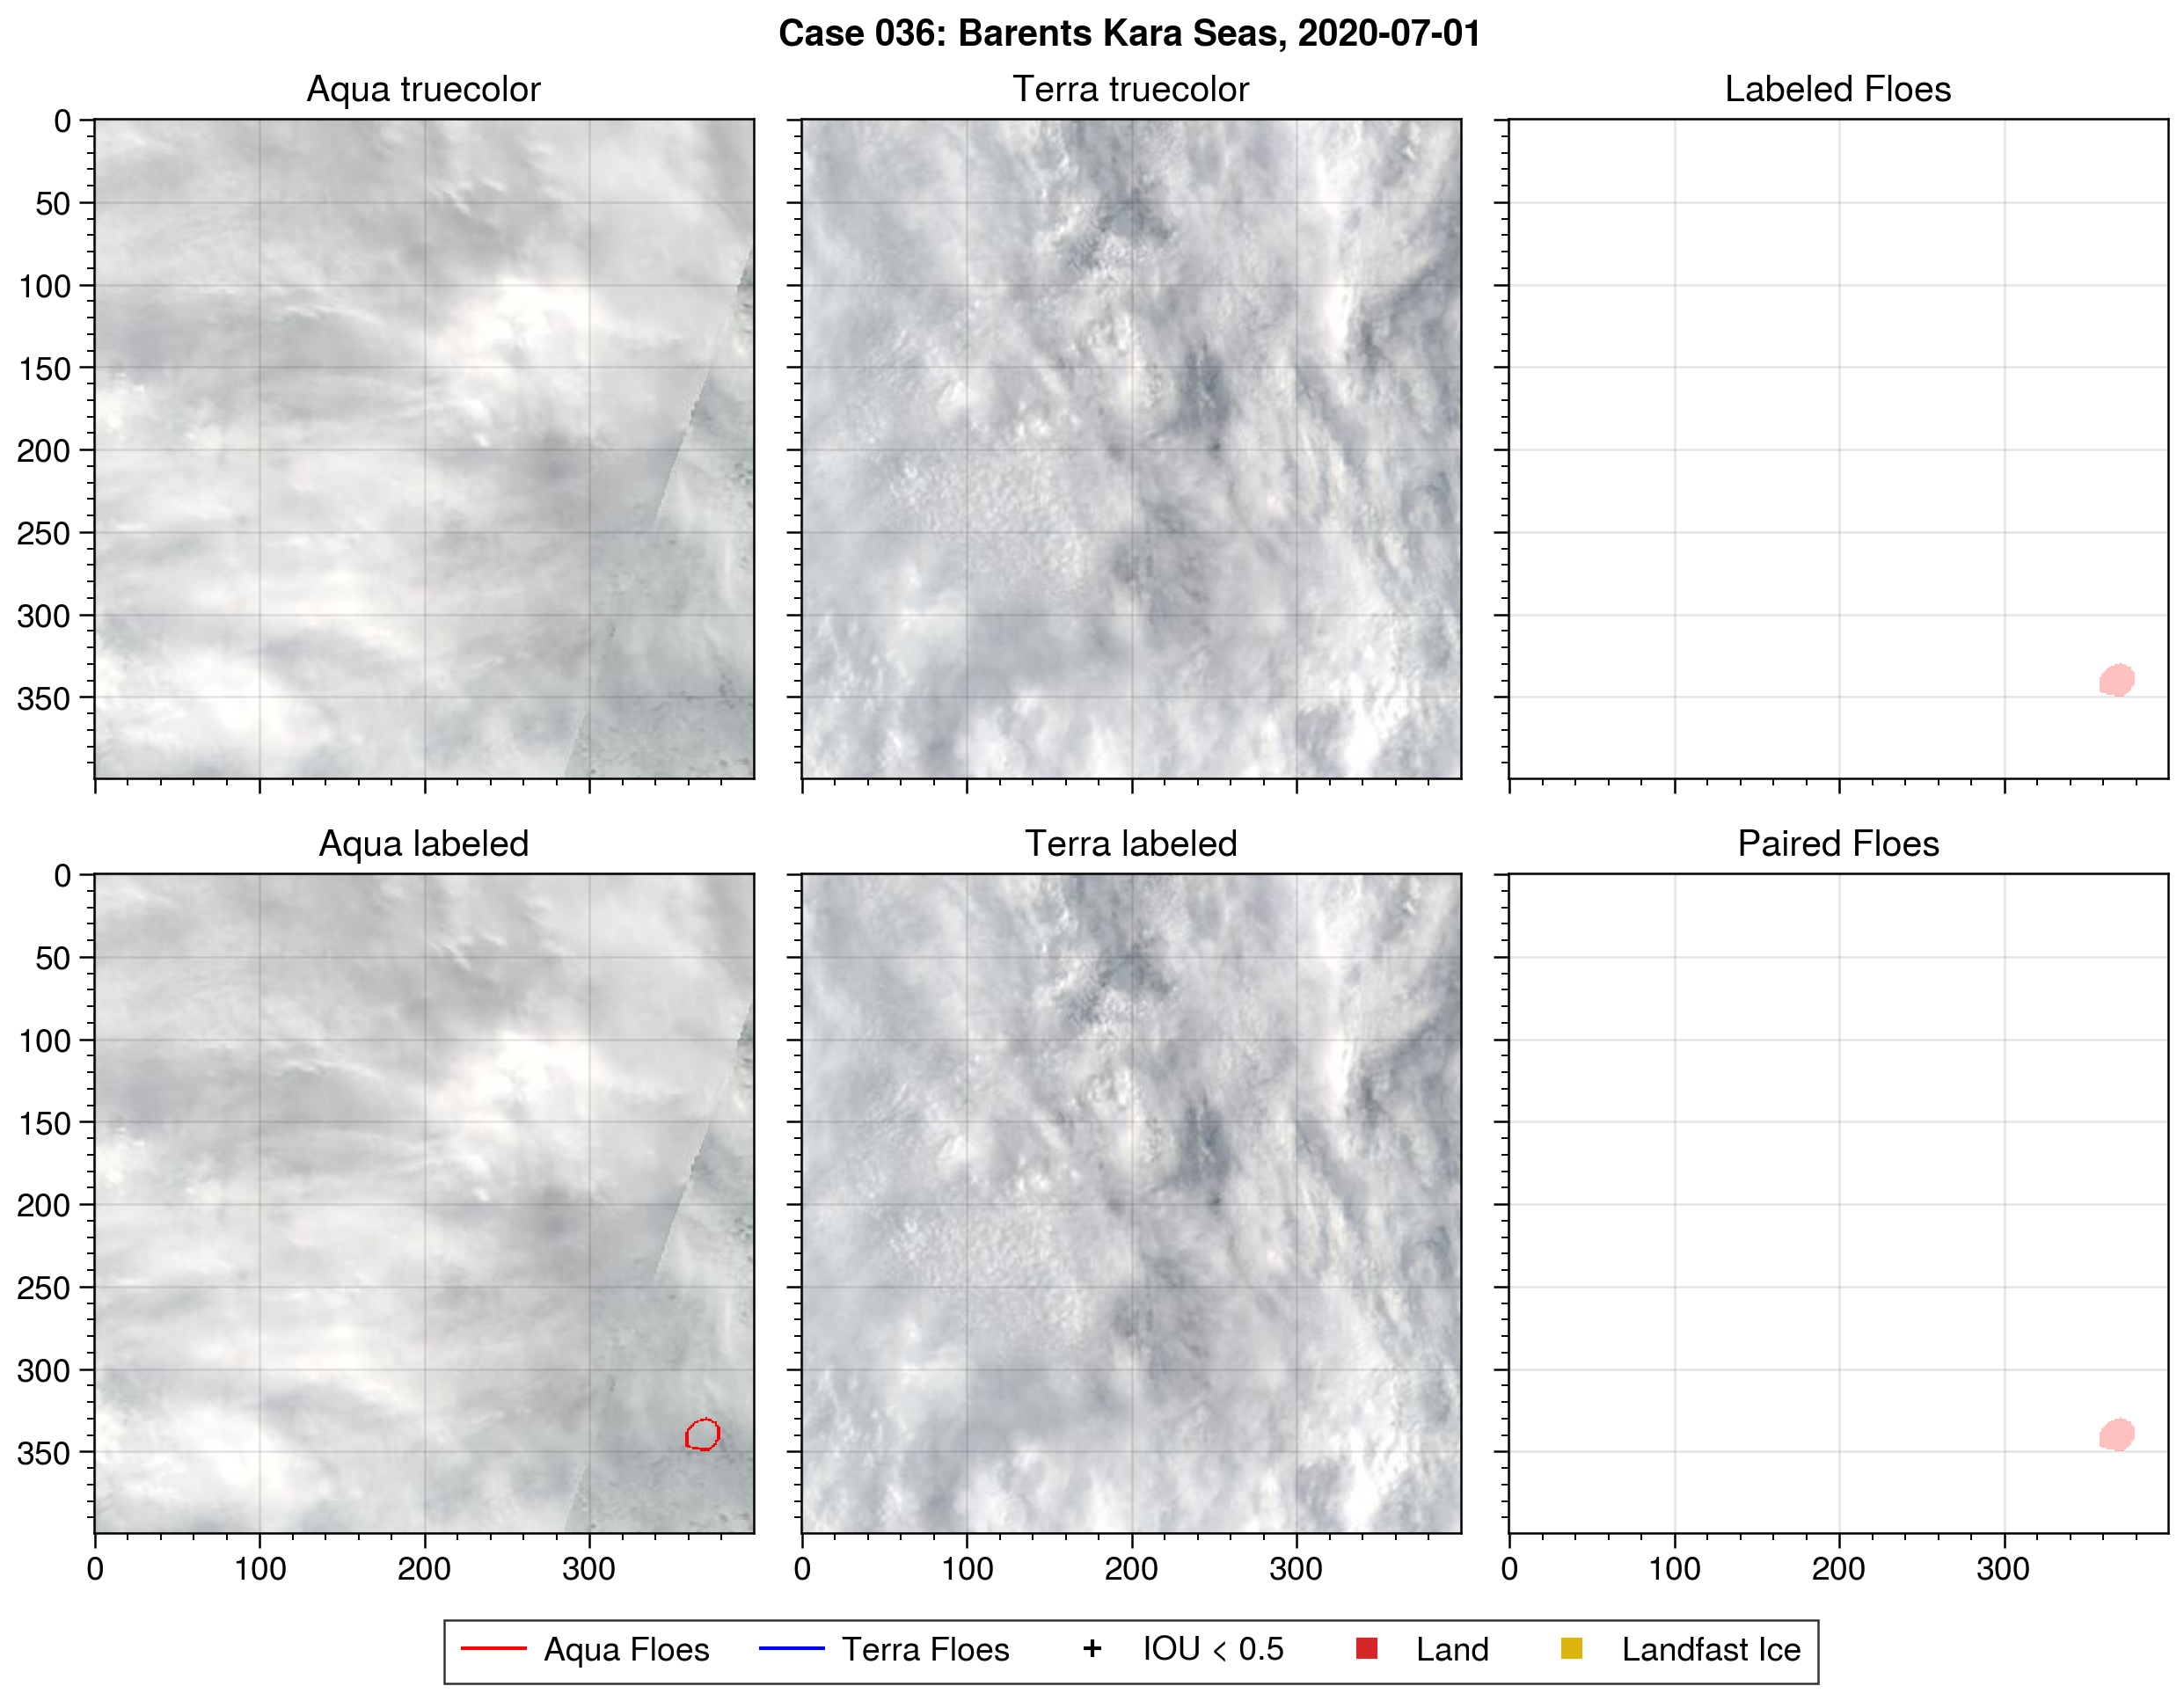 Case 036: Barents Kara Seas, 2020-07-01
Aqua truecolor
Terra truecolor
Labeled Floes
0
50
100
150
200
250
300
350
Aqua labeled
Terra labeled
Paired Floes
0
50
100
150
200
250
300
350
0 100 200 300
0 100 200 300
0 100 200 300
Aqua Floes
Terra Floes
+ IOU < 0.5
Land
Landfast Ice